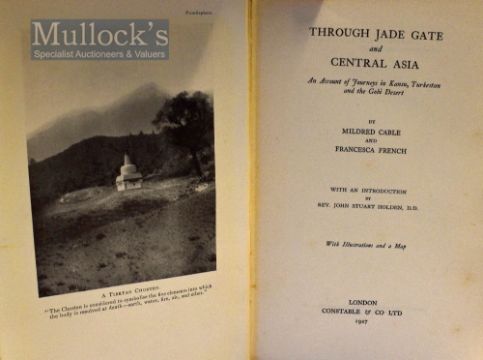 Frontispiece.
Mullock's
Specialist Auctioneers & Valuers
A TIBETAN CHORTEN.
"The Chorten is considered to symbolise the five elements into which
the body is resolved at death—earth, water, fire, air, and ether."
THROUGH JADE GATE
and
CENTRAL ASIA
An Account of Journeys in Kansu, Turkestan
and the Gobi Desert
BY
MILDRED CABLE
AND
FRANCESCA FRENCH
WITH AN INTRODUCTION
BY
REV. JOHN STUART HOLDEN, D.D.
With Illustrations and a Map
LONDON
CONSTABLE & CO LTD
1927